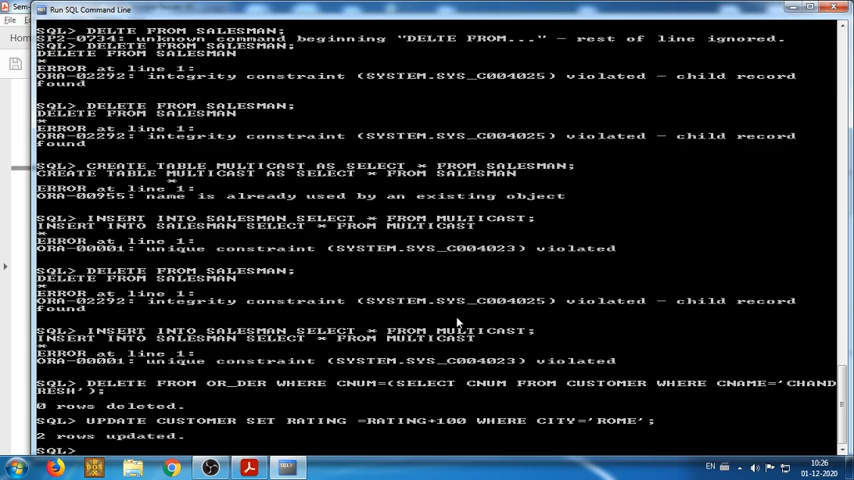 Sem-
Run SQL Command Line
File
Hom
SQL> DELTE FROM SALESMAN;
SP2-0734: unknown command beginning "DELTE FROM..." - rest of line ignored.
SQL> DELETE FROM SALESMAN;
DELETE FROM SALESMAN
*
ERROR at line 1:
ORA-02292: integrity constraint (SYSTEM.SYS_C004025) violated - child record
found
SQL> DELETE FROM SALESMAN;
DELETE FROM SALESMAN
*
ERROR at line 1:
ORA-02292: integrity constraint (SYSTEM.SYS_C004025) violated - child record
found
SQL> CREATE TABLE MULTICAST AS SELECT * FROM SALESMAN;
CREATE TABLE MULTICAST AS SELECT * FROM SALESMAN
*
ERROR at line 1:
ORA-00955: name is already used by an existing object
SQL> INSERT INTO SALESMAN SELECT * FROM MULTICAST;
INSERT INTO SALESMAN SELECT * FROM MULTICAST
*
ERROR at line 1:
ORA-00001: unique constraint (SYSTEM.SYS_C004023) violated
SQL> DELETE FROM SALESMAN;
DELETE FROM SALESMAN
*
ERROR at line 1:
ORA-02292: integrity constraint (SYSTEM.SYS_C004025) violated - child record
found
SQL> INSERT INTO SALESMAN SELECT * FROM MULTICAST;
INSERT INTO SALESMAN SELECT * FROM MULTICAST
*
ERROR at line 1:
ORA-00001: unique constraint (SYSTEM.SYS_C004023) violated
SQL> DELETE FROM OR_DER WHERE CNUM=(SELECT CNUM FROM CUSTOMER WHERE CNAME='CHAND
RESH');
0 rows deleted.
SQL> UPDATE CUSTOMER SET RATING =RATING+100 WHERE CITY='ROME';
2 rows updated.
SQL>
DOS
SQL>
EN
10:26
01-12-2020